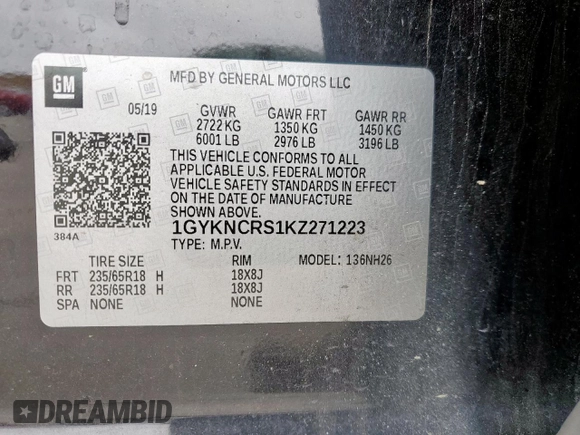 GM
MFD BY GENERAL MOTORS LLC
05/19 GVWR GAWR FRT GAWR RR
2722 KG 1350 KG 1450 KG
6001 LB 2976 LB 3196 LB
THIS VEHICLE CONFORMS TO ALL
APPLICABLE U.S. FEDERAL MOTOR
VEHICLE SAFETY STANDARDS IN EFFECT
ON THE DATE OF MANUFACTURE
SHOWN ABOVE.
384A 1GYKNCRS1KZ271223
TYPE: M.P.V.
TIRE SIZE RIM MODEL: 136NH26
FRT 235/65R18 H 18X8J
RR 235/65R18 H 18X8J
SPA NONE NONE
DREAMBID